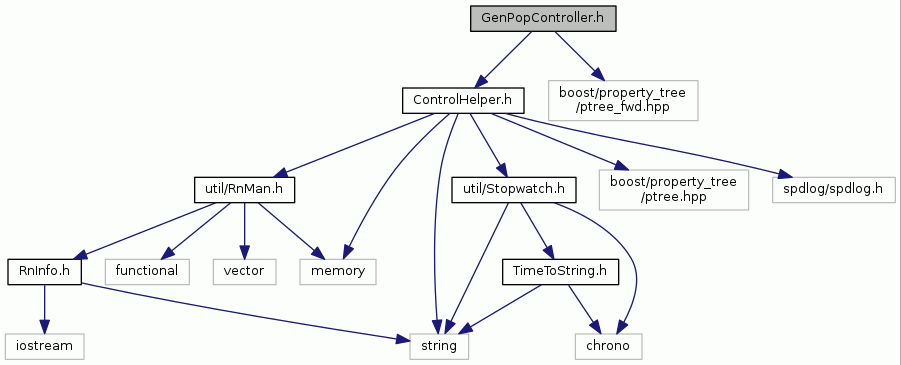 GenPopController.h
ControlHelper.h
boost/property_tree
/ptree_fwd.hpp
util/RnMan.h
util/Stopwatch.h
boost/property_tree
/ptree.hpp
spdlog/spdlog.h
RnInfo.h
functional
vector
memory
TimeToString.h
iostream
string
chrono